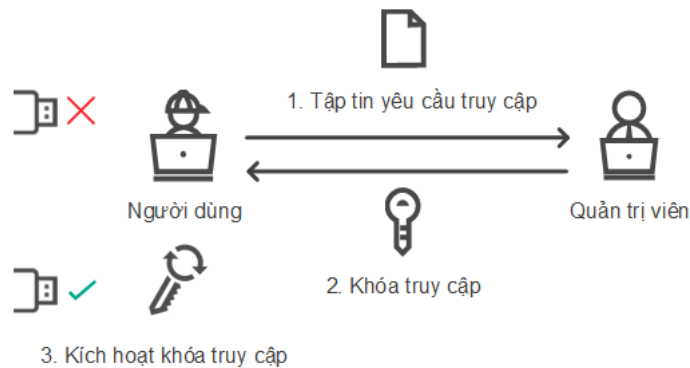 1. Tập tin yêu cầu truy cập
Người dùng
Quản trị viên
2. Khóa truy cập
3. Kích hoạt khóa truy cập